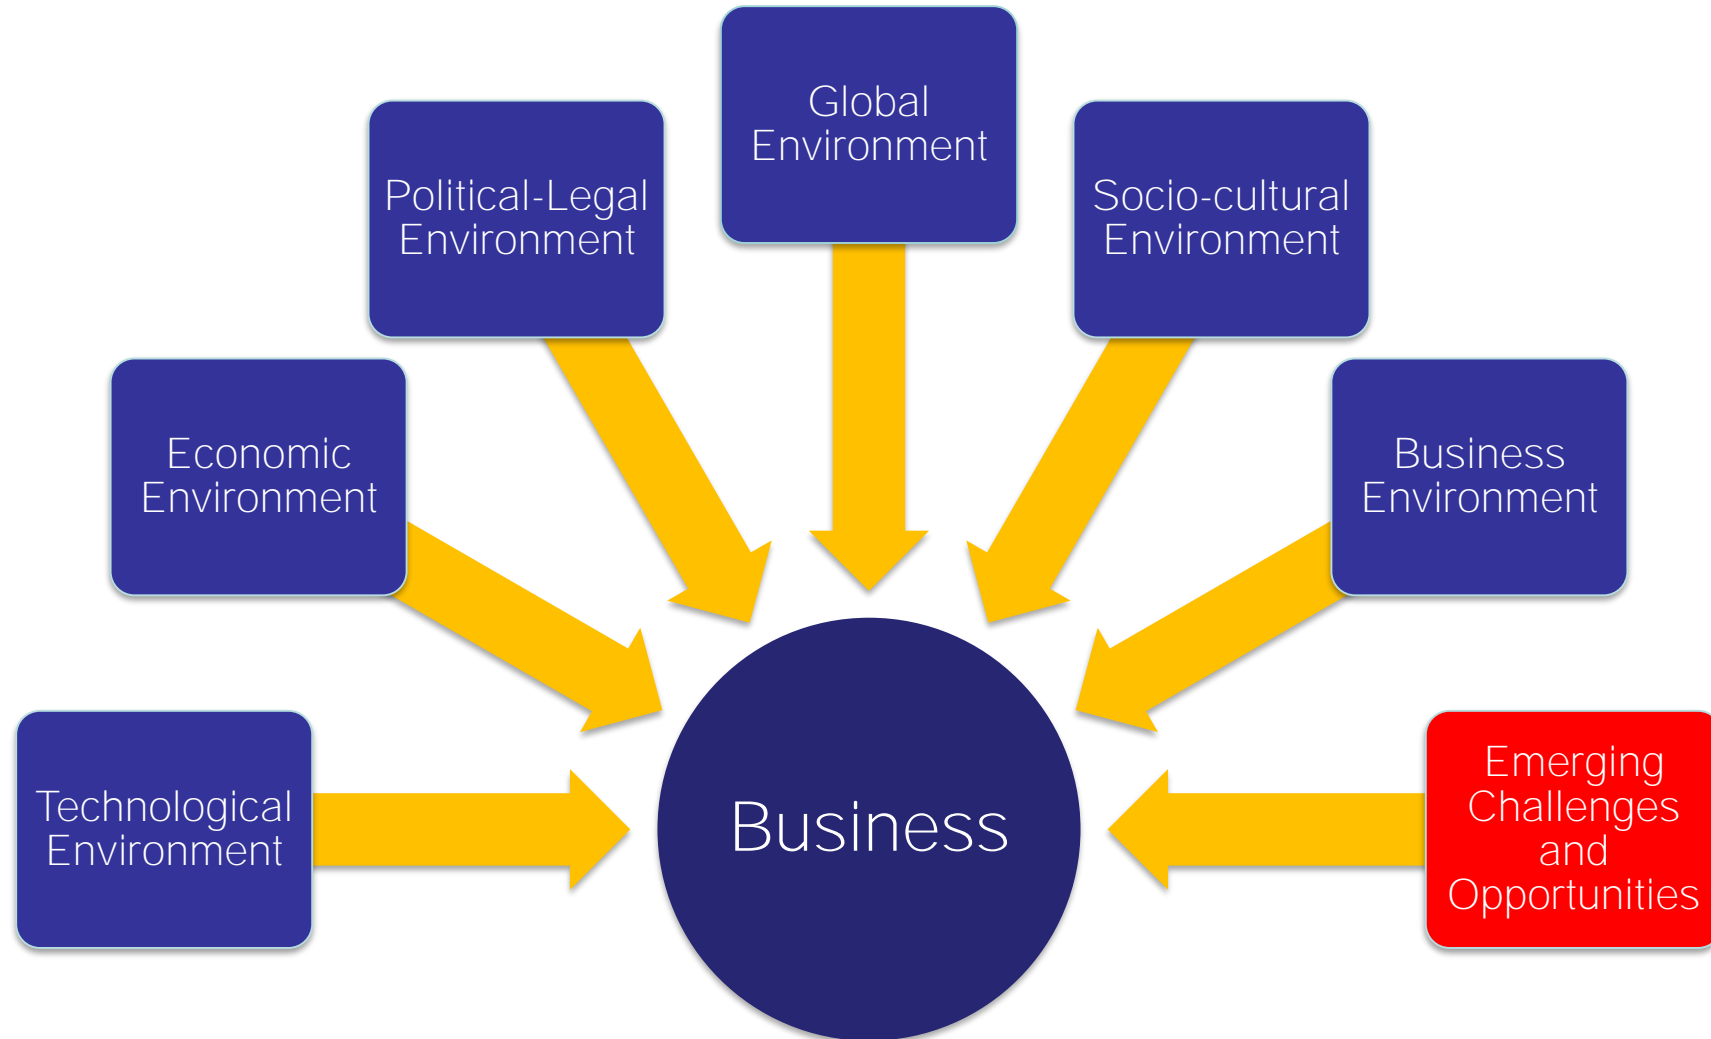 Global
Environment
Political-Legal
Environment
Socio-cultural
Environment
Economic
Environment
Business
Environment
Technological
Environment
Business
Emerging
Challenges
and
Opportunities